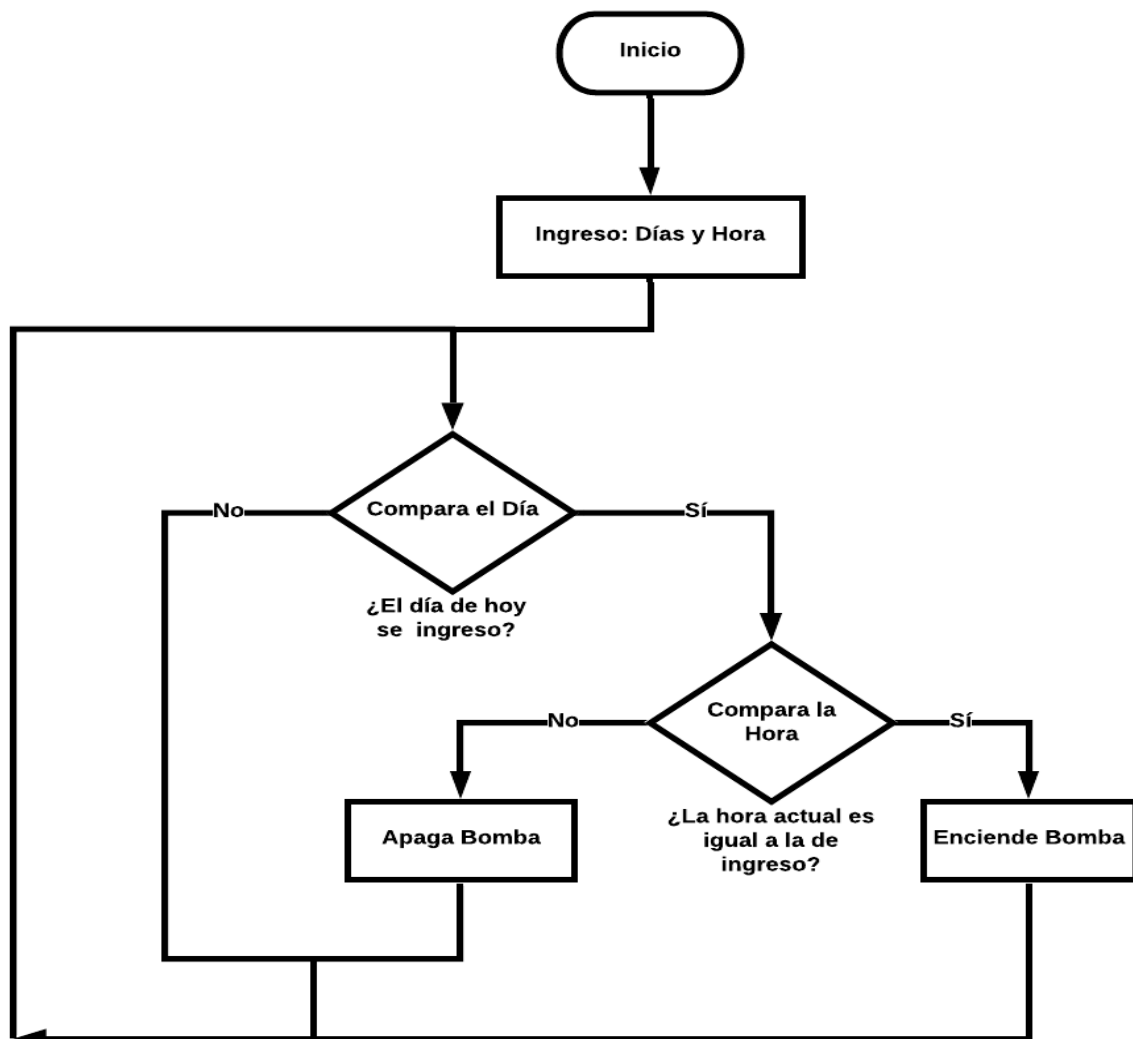 Inicio
Ingreso: Días y Hora
No
Compara el Día
Sí
¿El día de hoy
se ingreso?
No
Compara la
Hora
Sí
Apaga Bomba
¿La hora actual es
igual a la de
ingreso?
Enciende Bomba